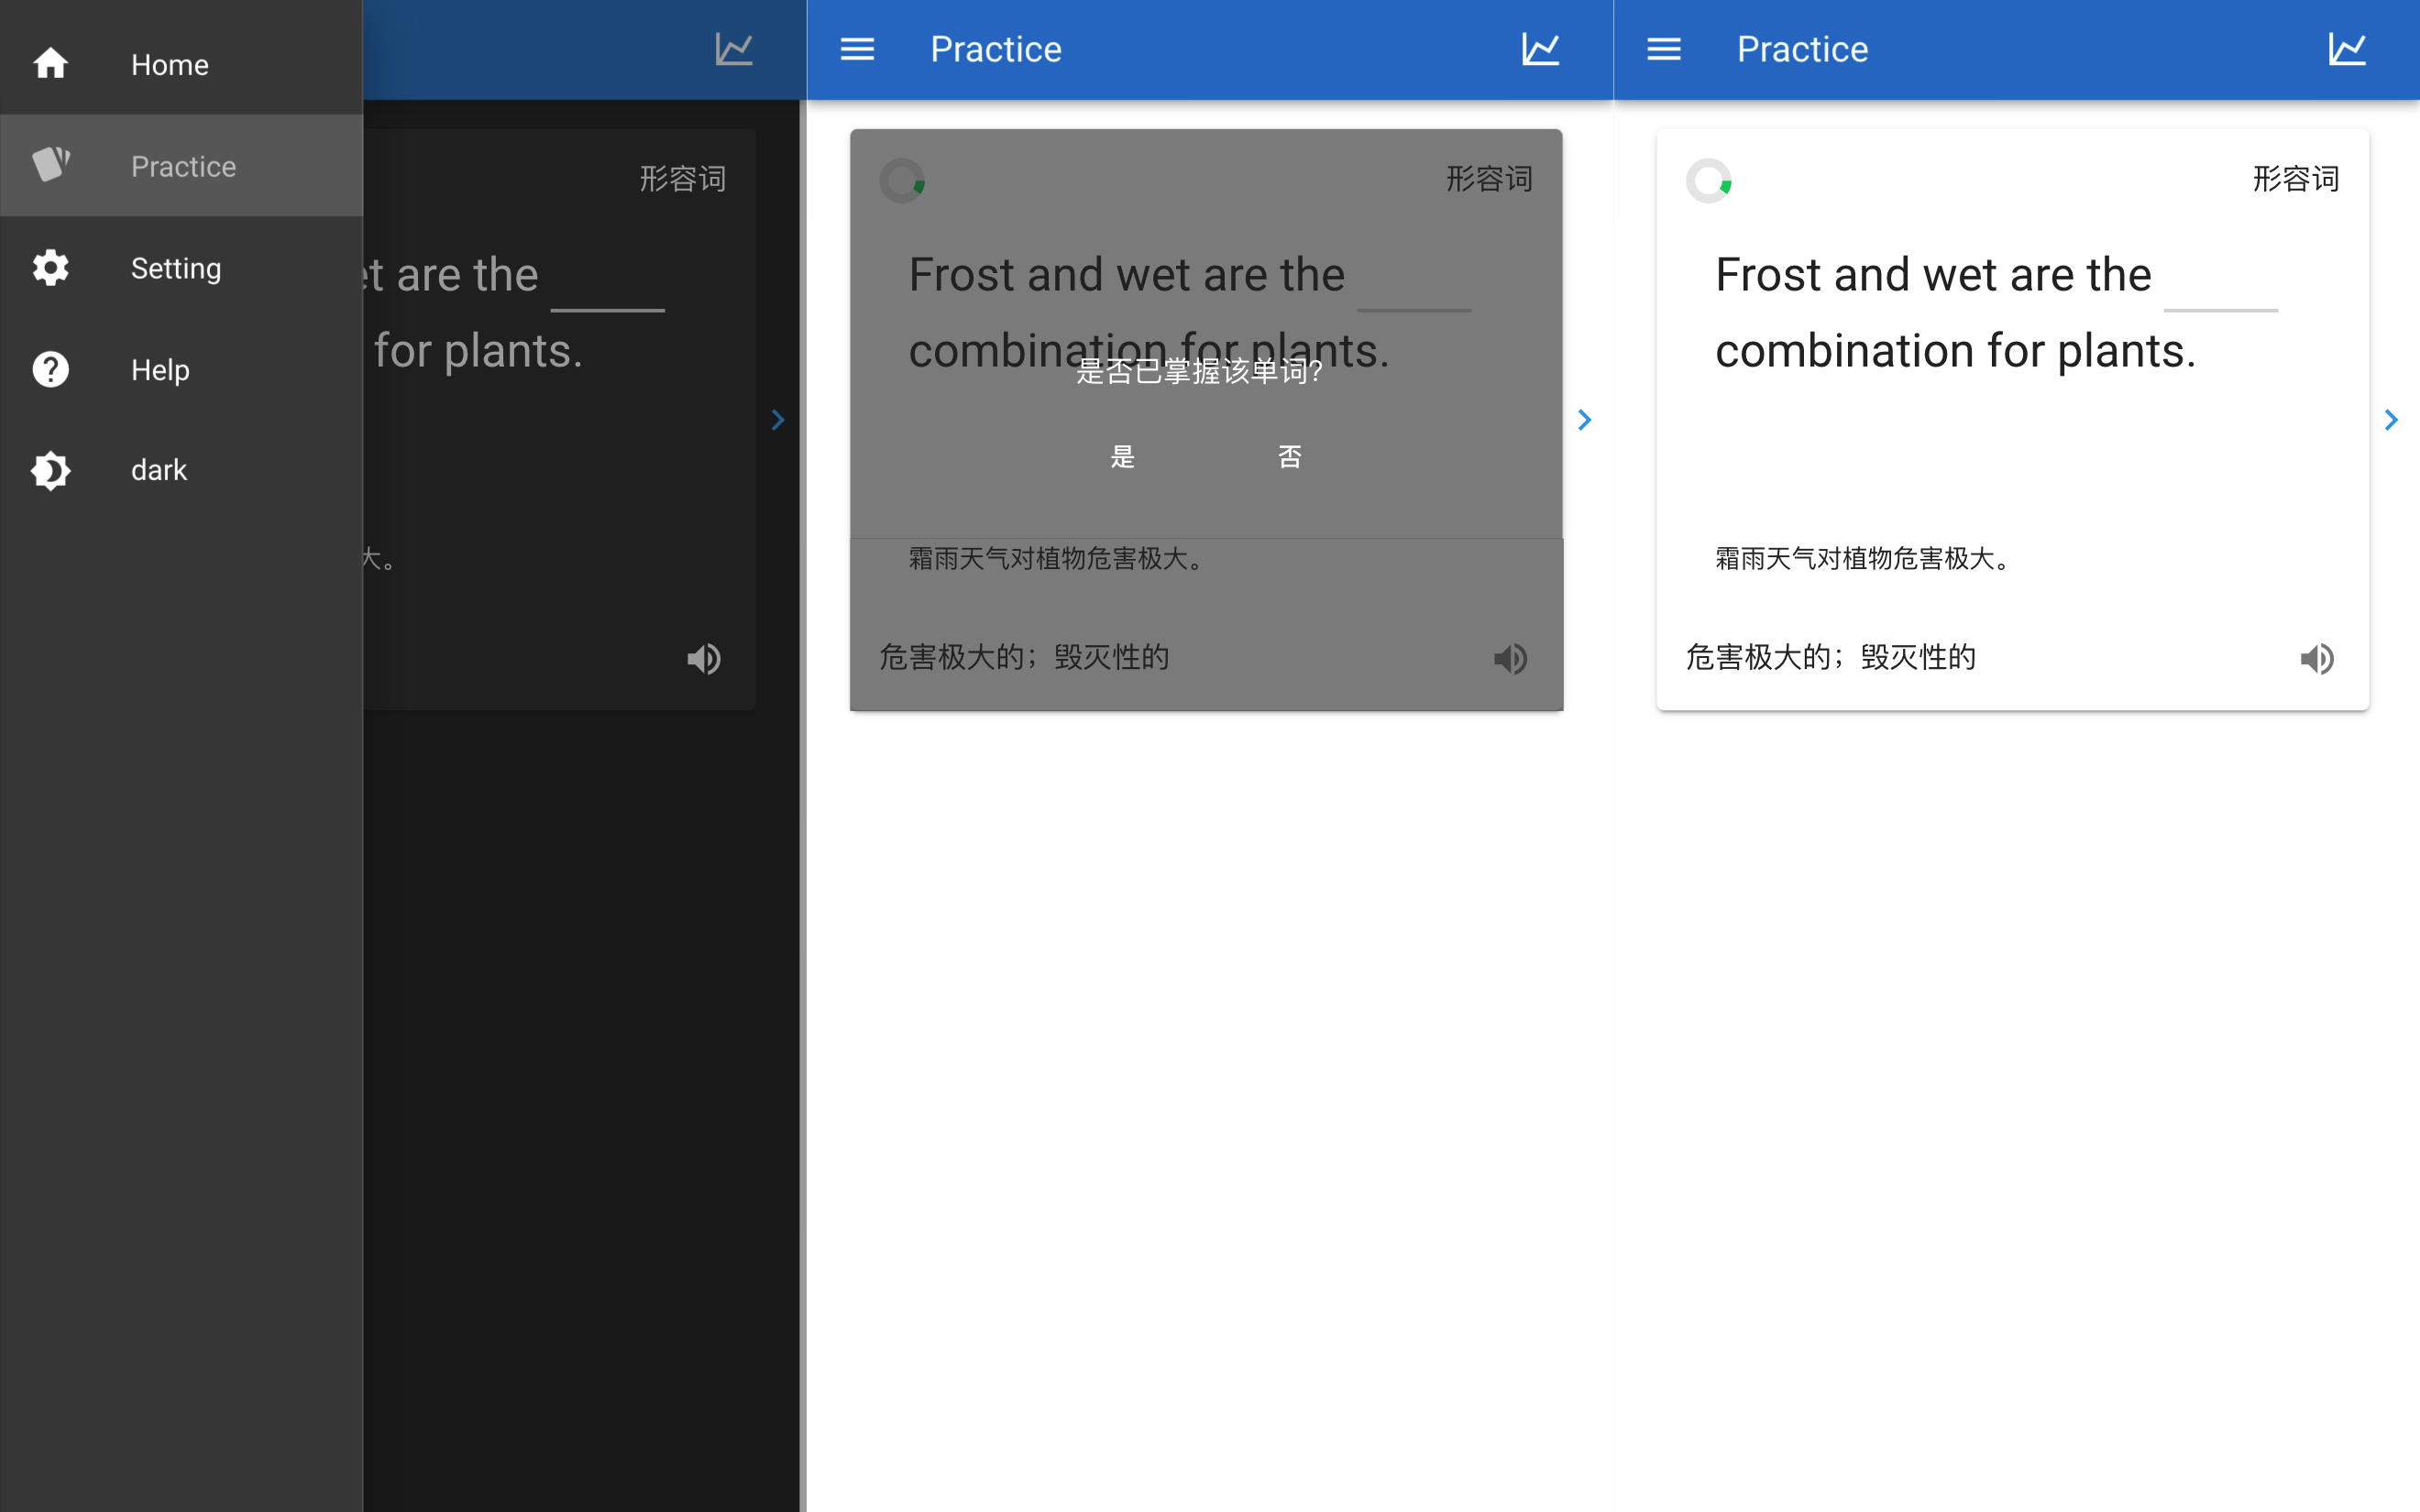 Home
Practice
Setting
Help
dark
形容词
et are the
for plants.
大。
Practice
形容词
Frost and wet are the
combination for plants.
是否已掌握该单词？
是 否
霜雨天气对植物危害极大。
危害极大的；毁灭性的
Practice
形容词
Frost and wet are the
combination for plants.
霜雨天气对植物危害极大。
危害极大的；毁灭性的